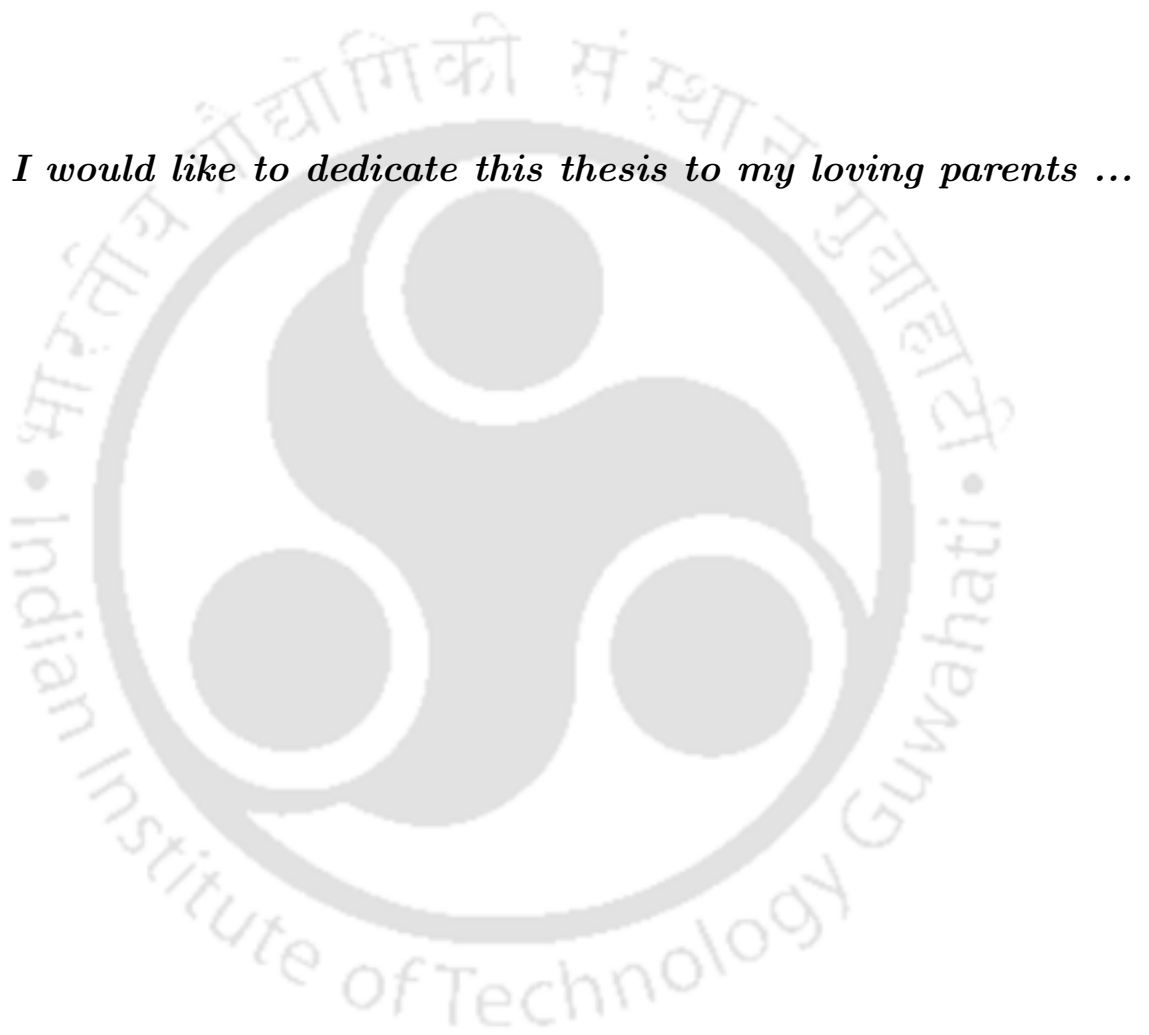 I would like to dedicate this thesis to my loving parents ...
भारतीय प्रौद्योगिकी संस्थान गुवाहाटी
• Indian Institute of Technology Guwahati •